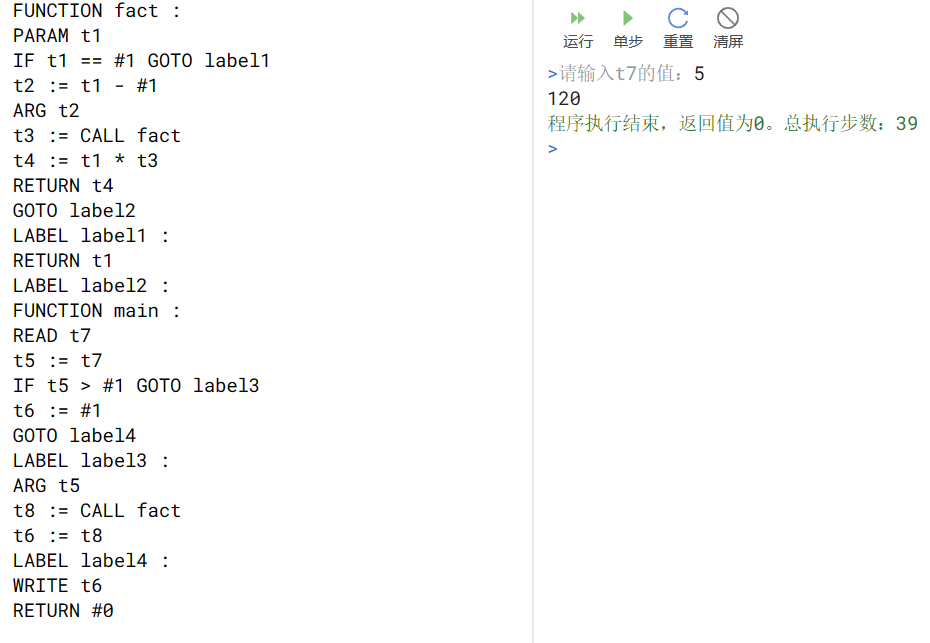 FUNCTION fact :
PARAM t1
IF t1 == #1 GOTO label1
t2 := t1 - #1
ARG t2
t3 := CALL fact
t4 := t1 * t3
RETURN t4
GOTO label2
LABEL label1 :
RETURN t1
LABEL label2 :
FUNCTION main :
READ t7
t5 := t7
IF t5 > #1 GOTO label3
t6 := #1
GOTO label4
LABEL label3 :
ARG t5
t8 := CALL fact
t6 := t8
LABEL label4 :
WRITE t6
RETURN #0
运行 单步 重置 清屏
>请输入t7的值：5
120
程序执行结束，返回值为0。总执行步数：39
>